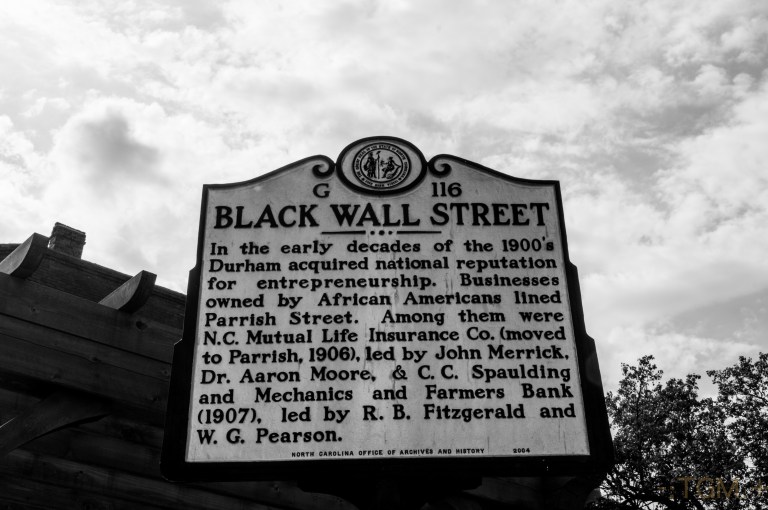 G 116
BLACK WALL STREET
In the early decades of the 1900's
Durham acquired national reputation
for entrepreneurship. Businesses
owned by African Americans lined
Parrish Street. Among them were
N.C. Mutual Life Insurance Co. (moved
to Parrish, 1906), led by John Merrick,
Dr. Aaron Moore, & C. C. Spaulding
and Mechanics and Farmers Bank
(1907), led by R. B. Fitzgerald and
W. G. Pearson.
NORTH CAROLINA OFFICE OF ARCHIVES AND HISTORY 2004
TGM